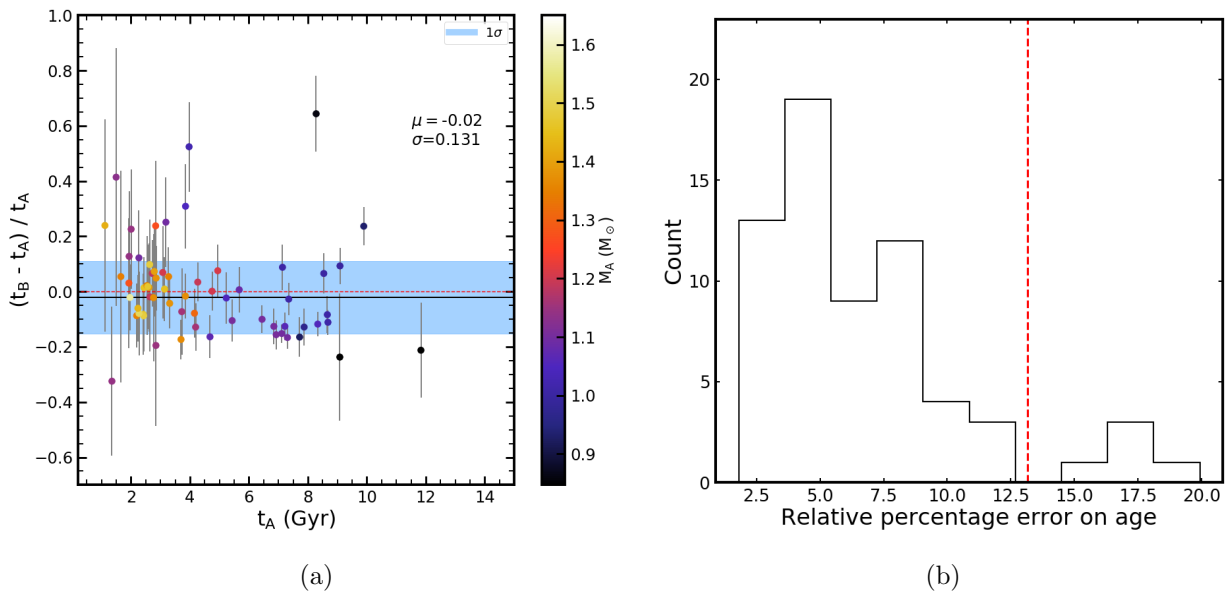 1.0
0.8
0.6
0.4
0.2
0.0
−0.2
−0.4
−0.6
(t_B - t_A) / t_A
2 4 6 8 10 12 14
t_A (Gyr)
1σ
μ = -0.02
σ=0.131
1.6
1.5
1.4
1.3
1.2
1.1
1.0
0.9
M_A (M_⊙)
(a)
20
15
10
5
0
Count
2.5 5.0 7.5 10.0 12.5 15.0 17.5 20.0
Relative percentage error on age
(b)